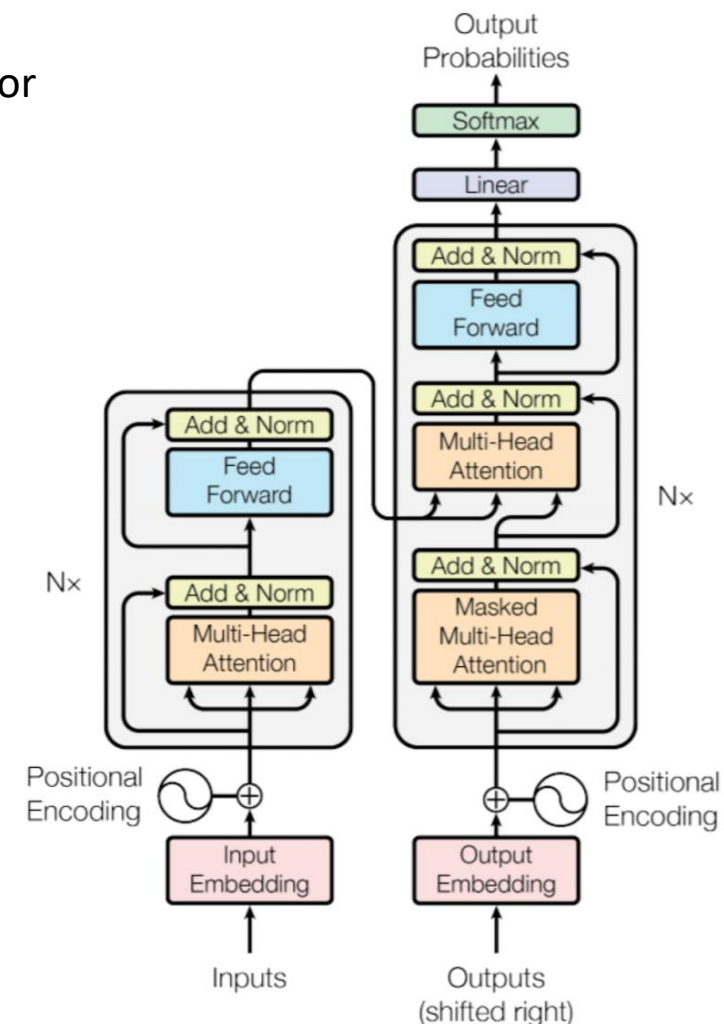 or
Output
Probabilities
Softmax
Linear
Add & Norm
Feed
Forward
Add & Norm
Multi-Head
Attention
Nx
Add & Norm
Masked
Multi-Head
Attention
Add & Norm
Feed
Forward
Nx
Add & Norm
Multi-Head
Attention
Positional
Encoding
Positional
Encoding
Input
Embedding
Output
Embedding
Inputs
Outputs
(shifted right)